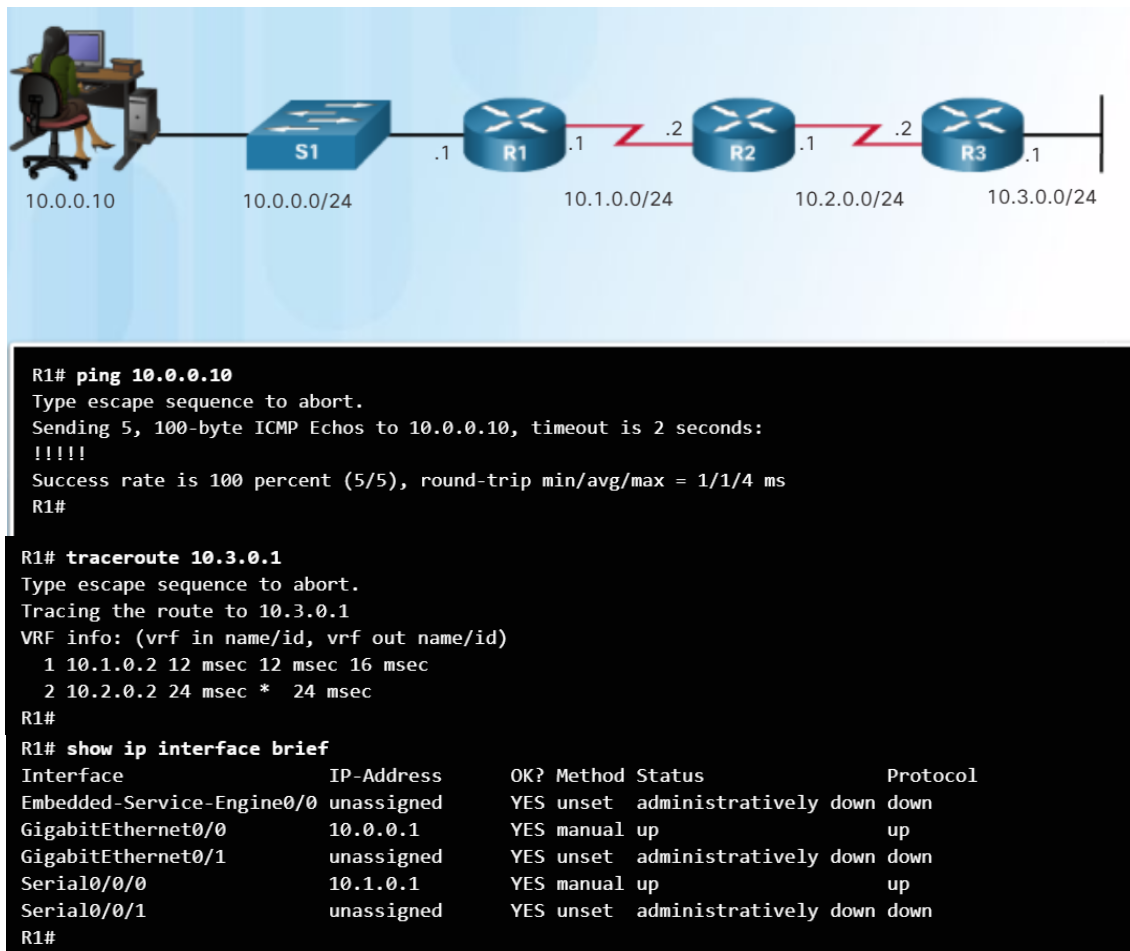 .2 .2
S1 .1 R1 .1 R2 .1 R3 .1
10.0.0.10 10.0.0.0/24 10.1.0.0/24 10.2.0.0/24 10.3.0.0/24
R1# ping 10.0.0.10
Type escape sequence to abort.
Sending 5, 100-byte ICMP Echos to 10.0.0.10, timeout is 2 seconds:
!!!!!
Success rate is 100 percent (5/5), round-trip min/avg/max = 1/1/4 ms
R1#
R1# traceroute 10.3.0.1
Type escape sequence to abort.
Tracing the route to 10.3.0.1
VRF info: (vrf in name/id, vrf out name/id)
  1 10.1.0.2 12 msec 12 msec 16 msec
  2 10.2.0.2 24 msec *  24 msec
R1#
R1# show ip interface brief
Interface                  IP-Address      OK? Method Status                Protocol
Embedded-Service-Engine0/0 unassigned      YES unset  administratively down down
GigabitEthernet0/0         10.0.0.1        YES manual up                    up
GigabitEthernet0/1         unassigned      YES unset  administratively down down
Serial0/0/0                10.1.0.1        YES manual up                    up
Serial0/0/1                unassigned      YES unset  administratively down down
R1#